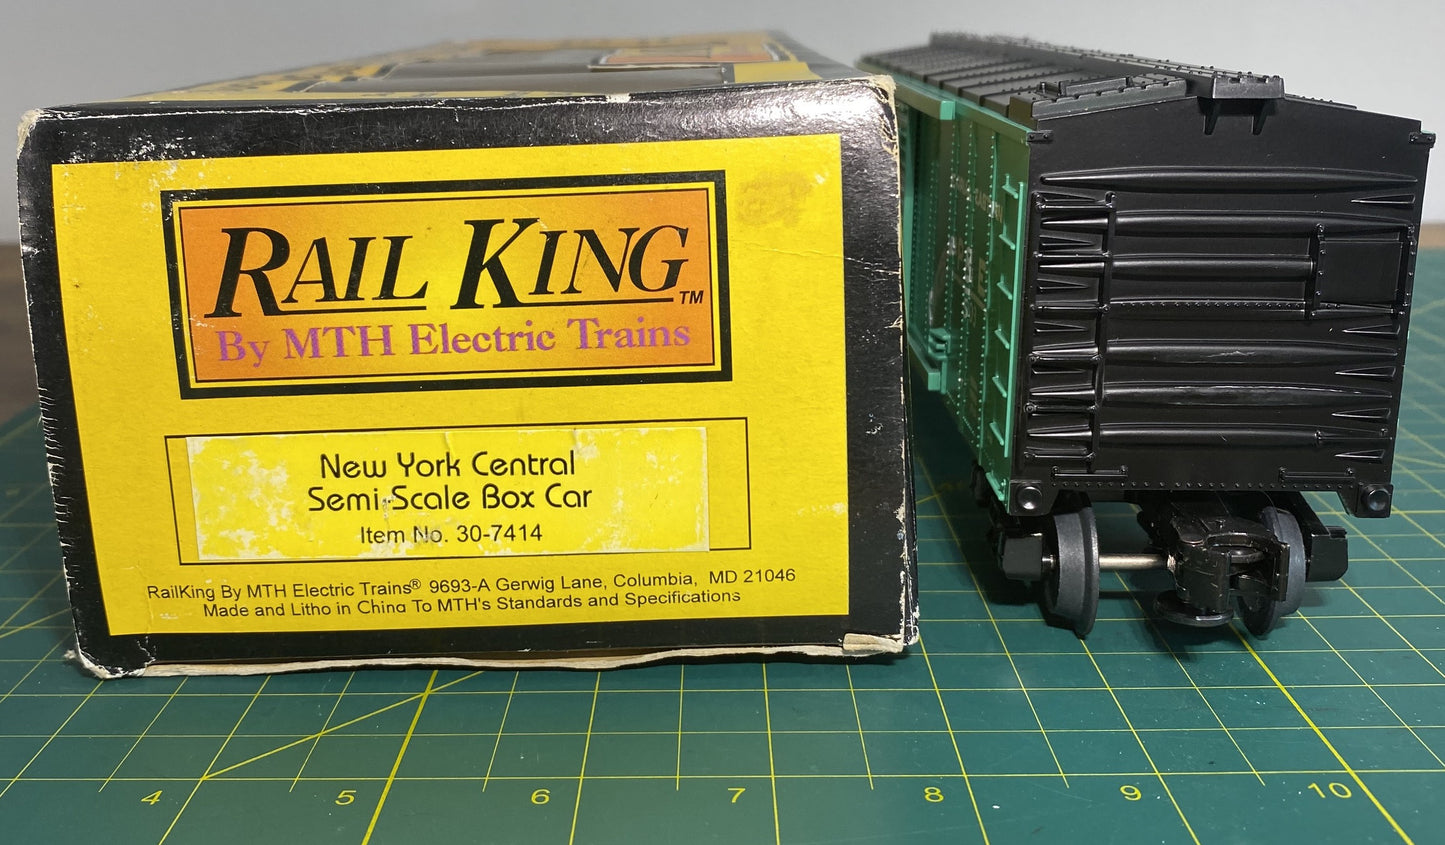 RAIL KING TM
By MTH Electric Trains
New York Central
Semi-Scale Box Car
Item No. 30-7414
RailKing By MTH Electric Trains® 9693-A Gerwig Lane, Columbia, MD 21046
Made and Litho in China To MTH's Standards and Specifications
4 5 6 7 8 9 10